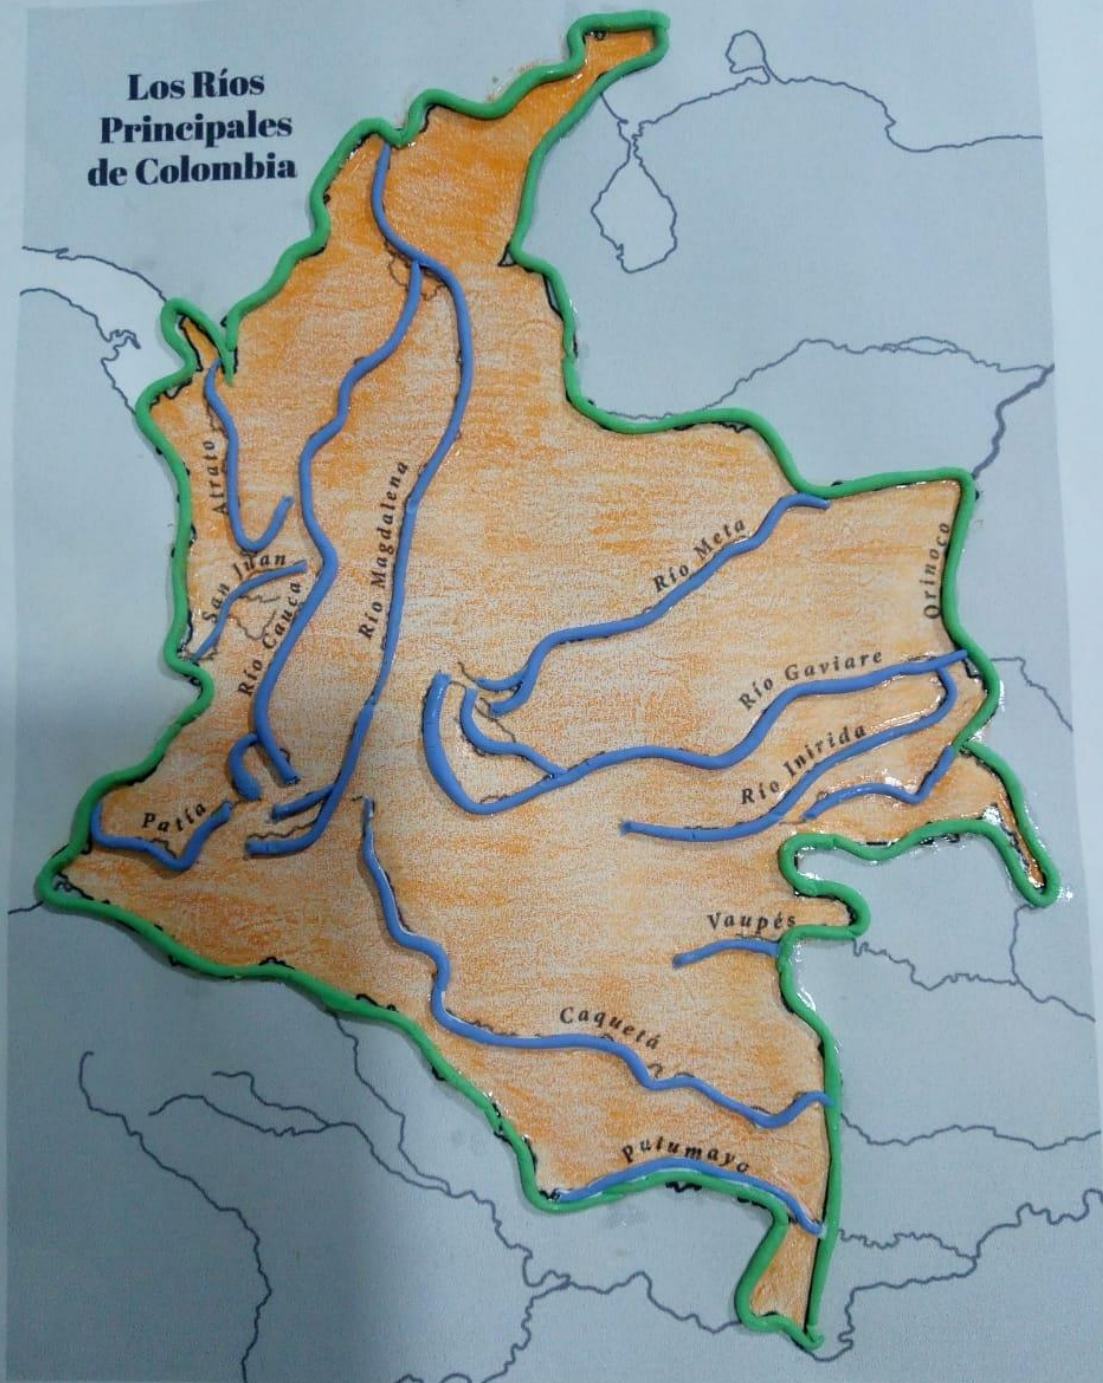 Los Ríos
Principales
de Colombia
Atrato
San Juan
Río Cauca
Río Magdalena
Río Meta
Orinoco
Río Gaviare
Río Inirida
Patía
Vaupés
Caquetá
Putumayo